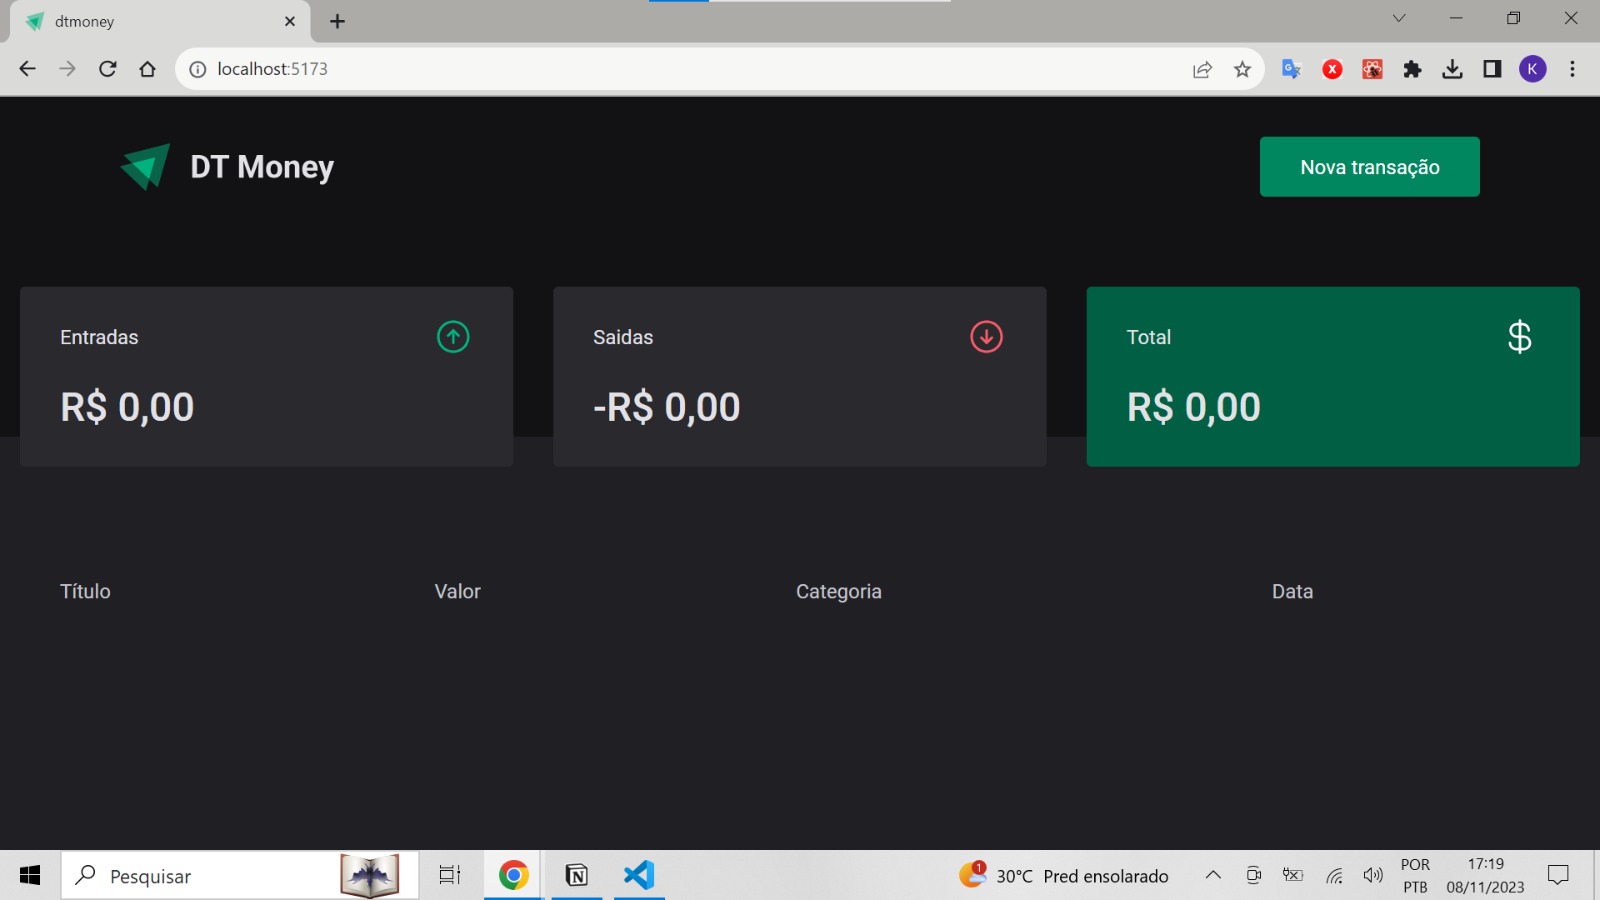 dtmoney
localhost:5173
K
DT Money
Nova transação
Entradas
Saidas
Total
R$ 0,00
-R$ 0,00
R$ 0,00
Título
Valor
Categoria
Data
Pesquisar
1
30°C Pred ensolarado
POR
PTB
17:19
08/11/2023